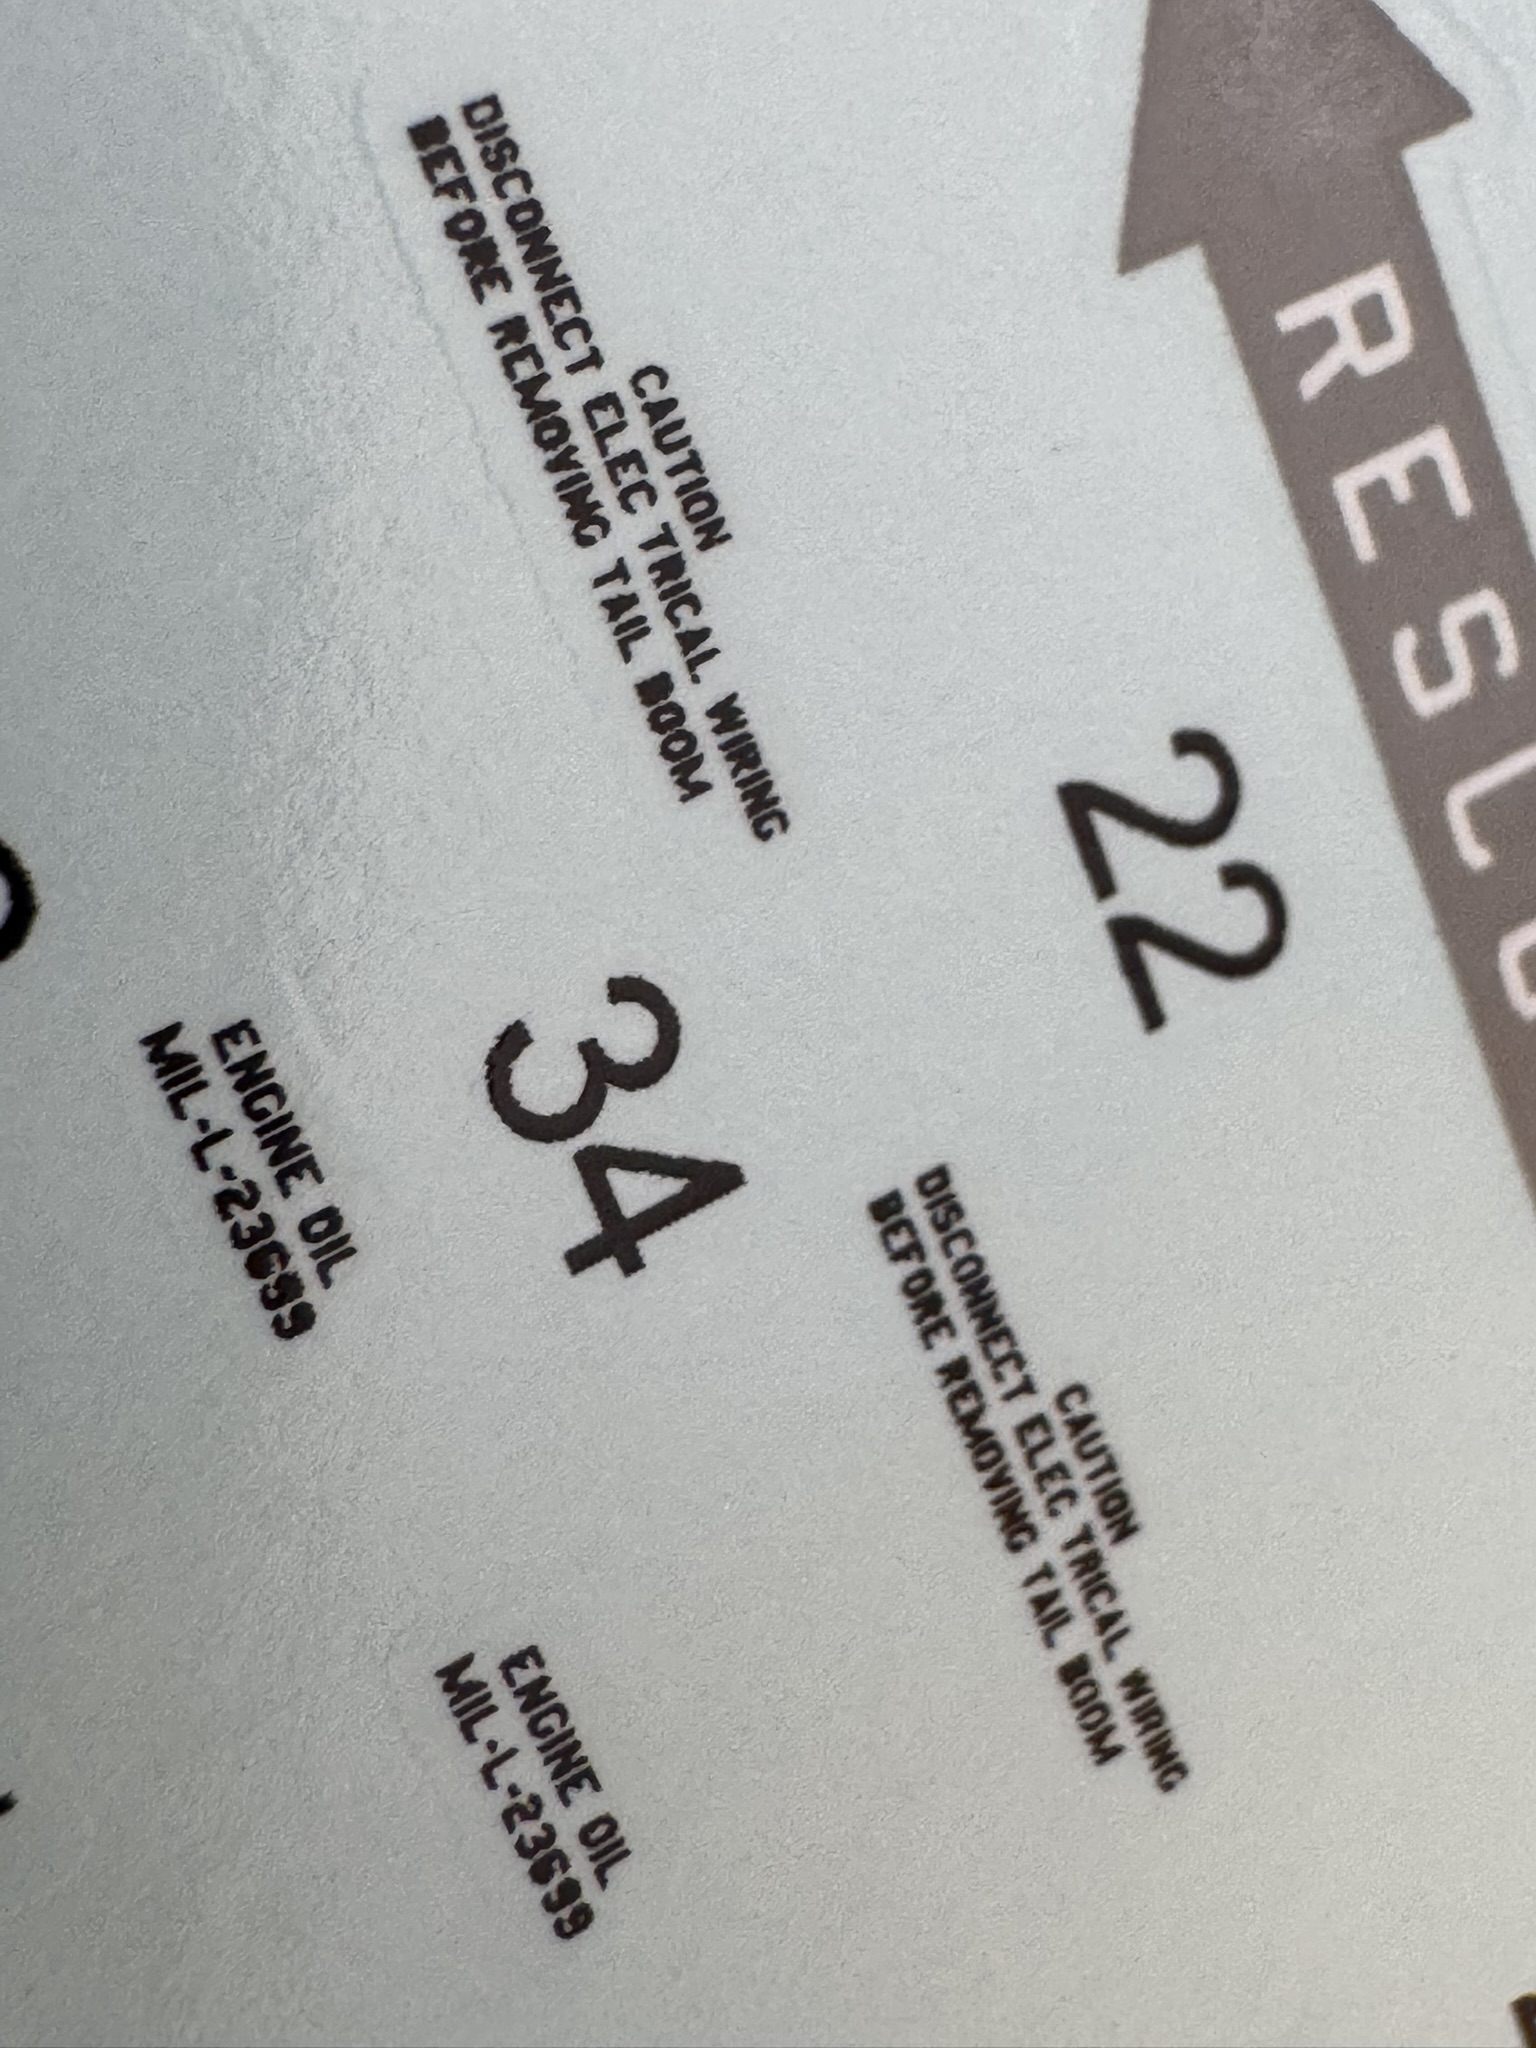 RESCU
22
CAUTION
DISCONNECT ELEC TRICAL WIRING
BEFORE REMOVING TAIL BOOM
34
CAUTION
DISCONNECT ELEC TRICAL WIRING
BEFORE REMOVING TAIL BOOM
ENGINE OIL
MIL-L-23699
ENGINE OIL
MIL-L-23699